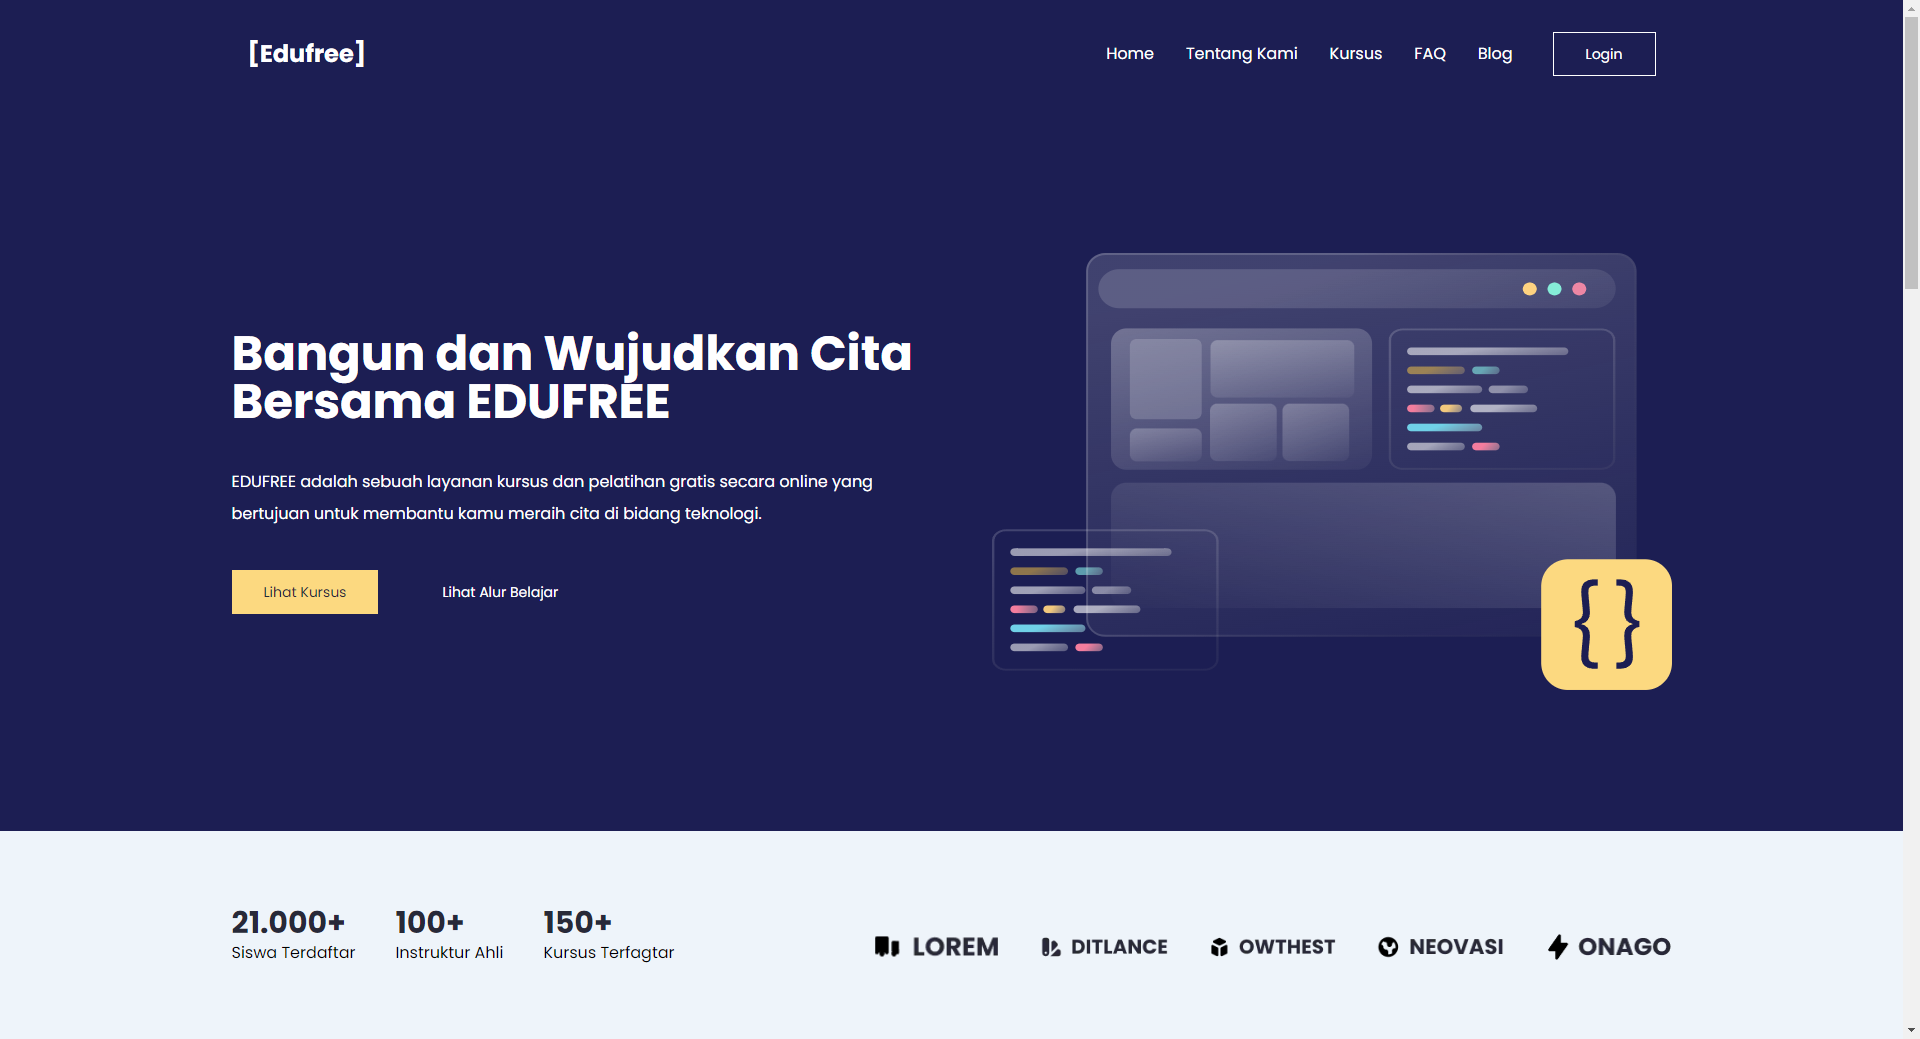 [Edufree]
Home Tentang Kami Kursus FAQ Blog Login
Bangun dan Wujudkan Cita
Bersama EDUFREE
EDUFREE adalah sebuah layanan kursus dan pelatihan gratis secara online yang
bertujuan untuk membantu kamu meraih cita di bidang teknologi.
Lihat Kursus
Lihat Alur Belajar
{ }
21.000+
Siswa Terdaftar
100+
Instruktur Ahli
150+
Kursus Terfagtar
LOREM
DITLANCE
OWTHEST
NEOVASI
ONAGO